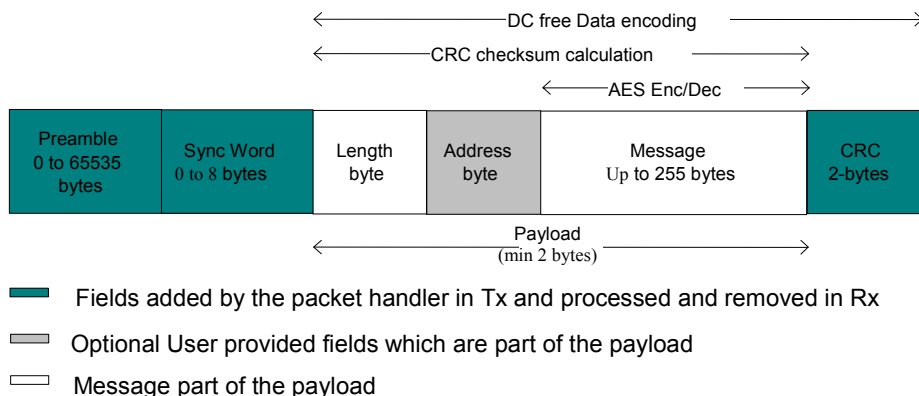 DC free Data encoding
CRC checksum calculation
AES Enc/Dec
Preamble
0 to 65535
bytes
Sync Word
0 to 8 bytes
Length
byte
Address
byte
Message
Up to 255 bytes
CRC
2-bytes
Payload
(min 2 bytes)
Fields added by the packet handler in Tx and processed and removed in Rx
Optional User provided fields which are part of the payload
Message part of the payload